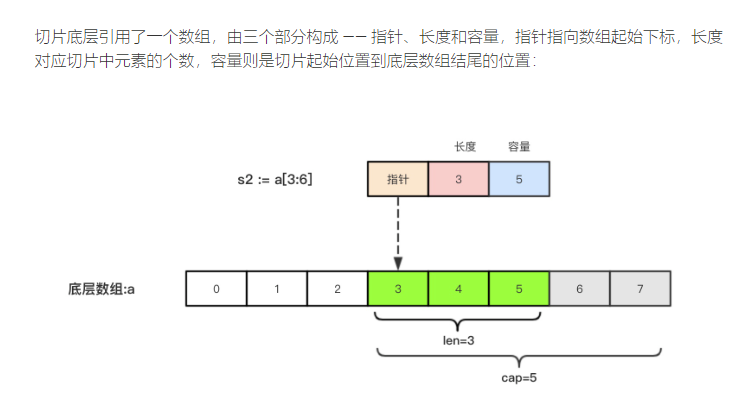 切片底层引用了一个数组，由三个部分构成 —— 指针、长度和容量，指针指向数组起始下标，长度
对应切片中元素的个数，容量则是切片起始位置到底层数组结尾的位置：
长度 容量
s2 := a[3:6] 指针 3 5
底层数组:a 0 1 2 3 4 5 6 7
len=3
cap=5